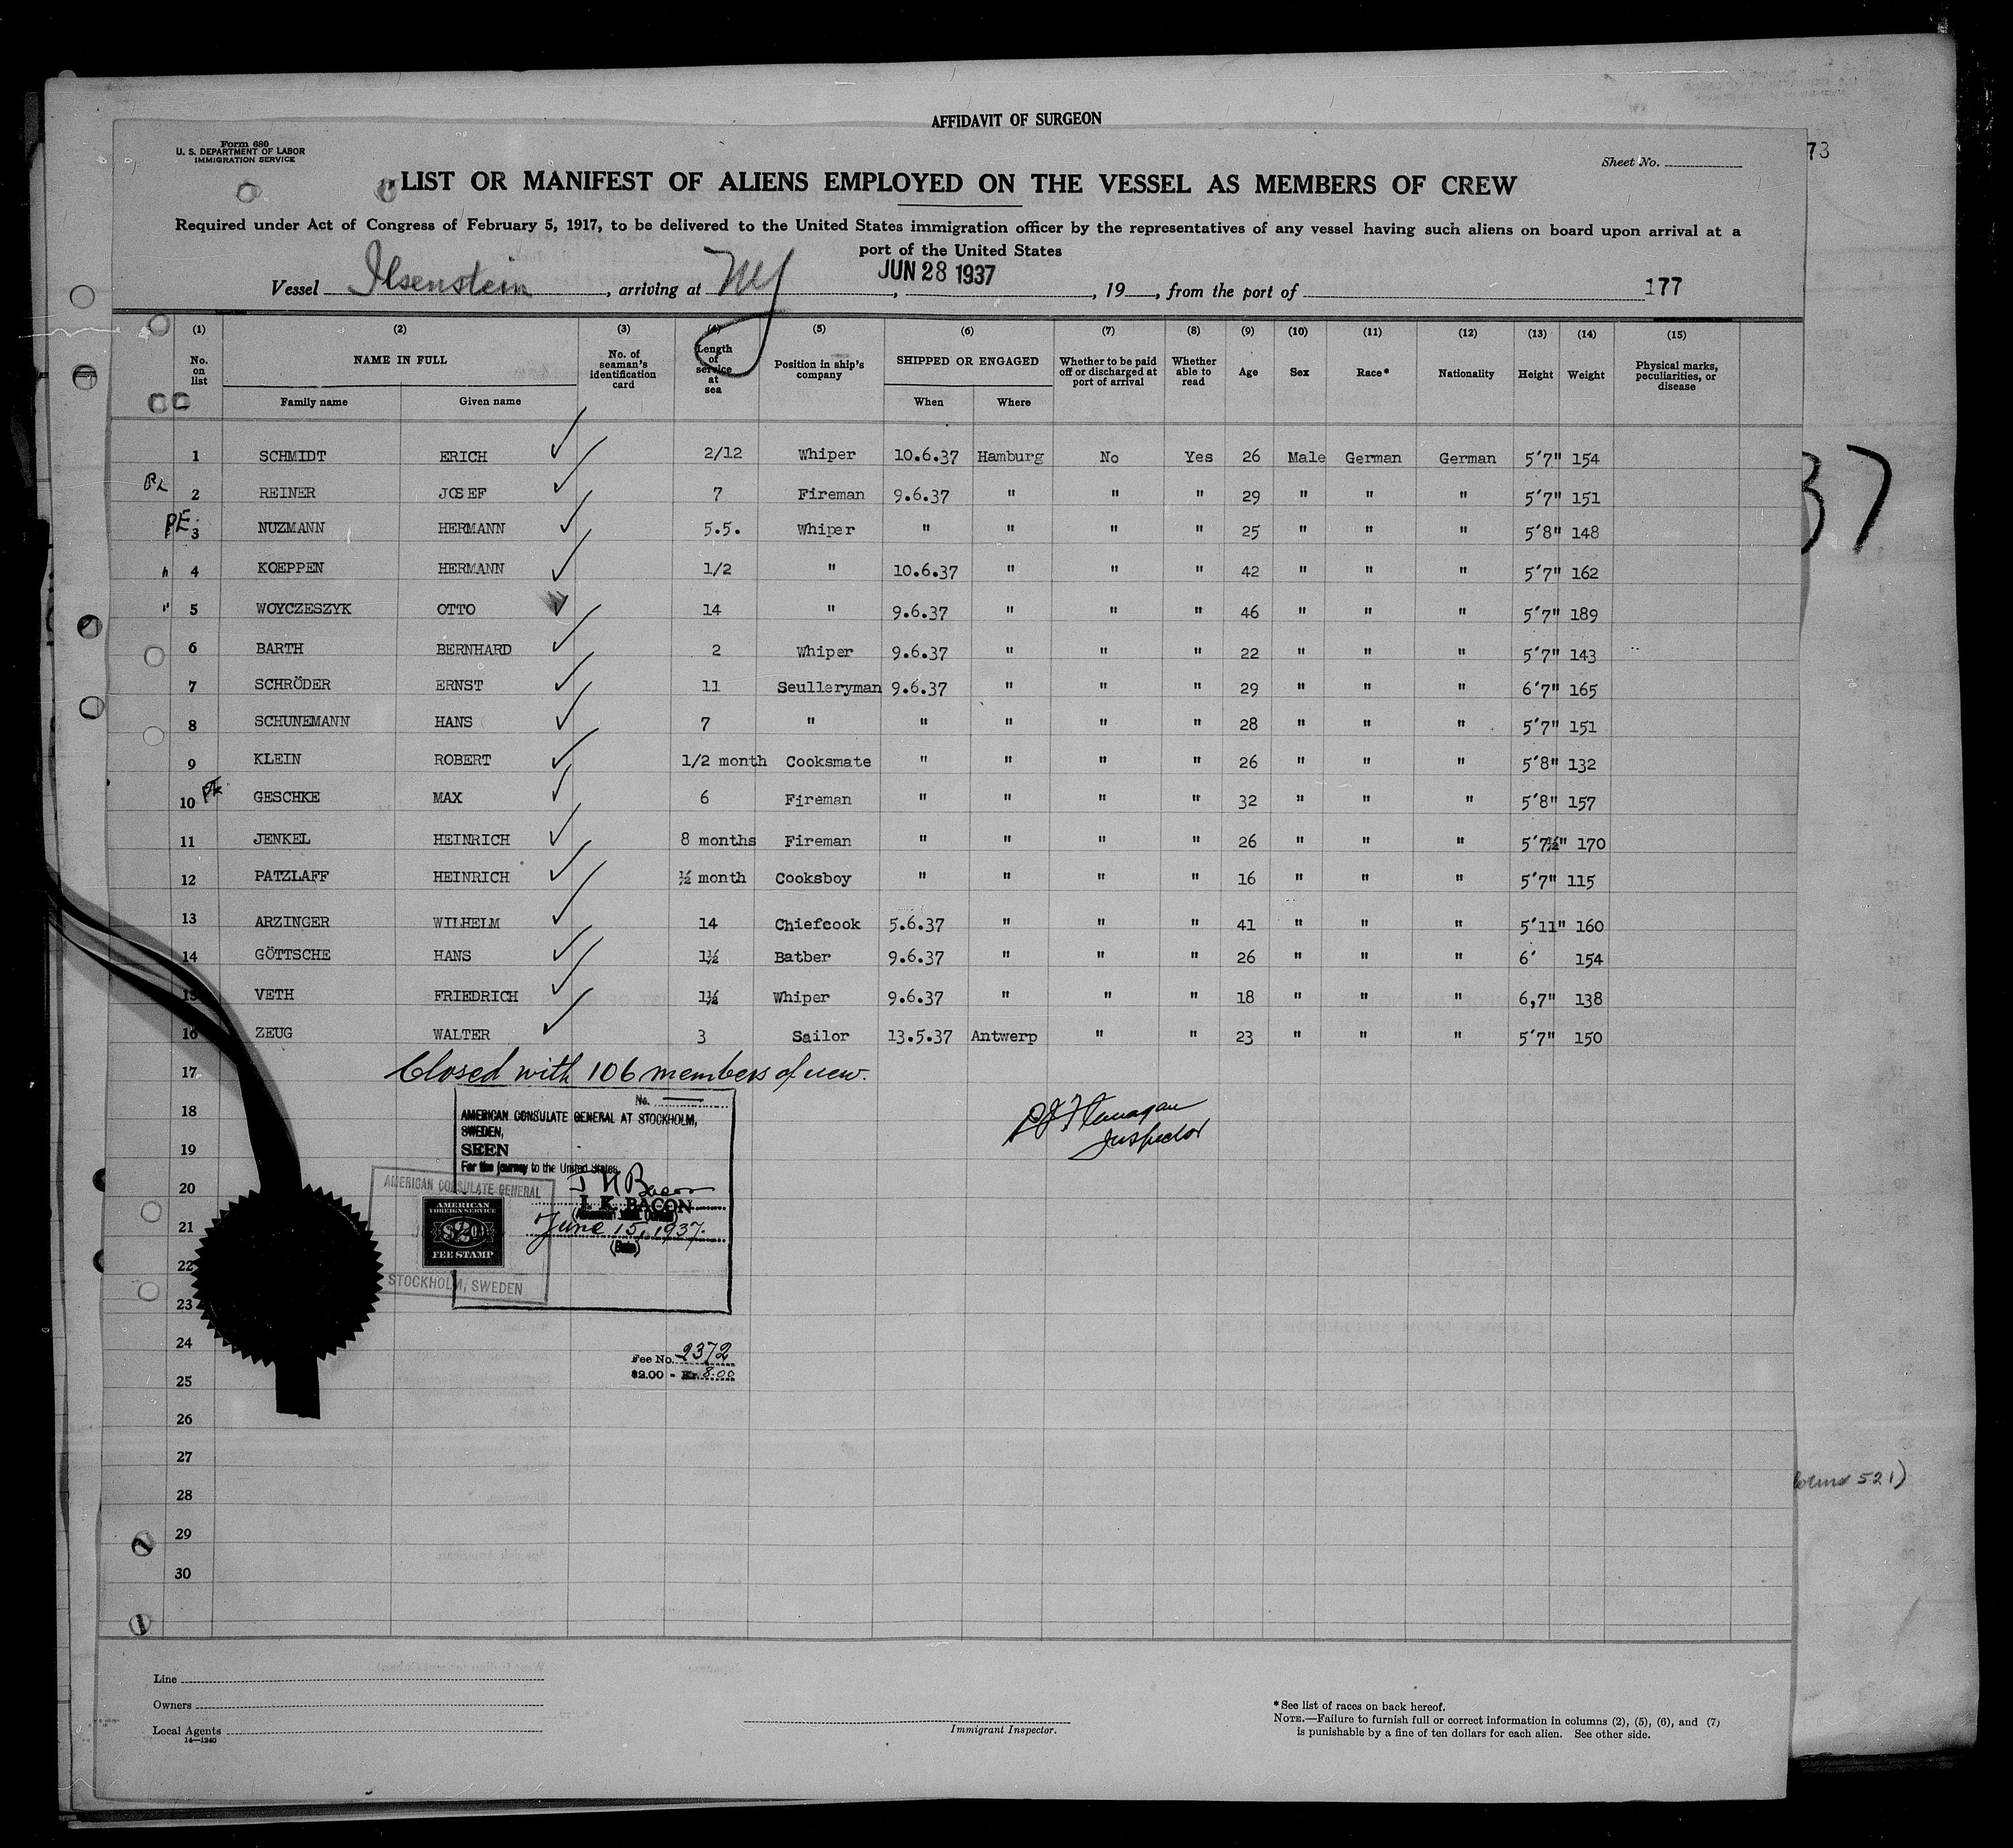 AFFIDAVIT OF SURGEON
Form 680
U. S. DEPARTMENT OF LABOR
IMMIGRATION SERVICE
Sheet No.
73
LIST OR MANIFEST OF ALIENS EMPLOYED ON THE VESSEL AS MEMBERS OF CREW
Required under Act of Congress of February 5, 1917, to be delivered to the United States immigration officer by the representatives of any vessel having such aliens on board upon arrival at a
port of the United States
Vessel Ilsenstein, arriving at NY, JUN 28 1937, 19, from the port of 177
(1) (2) (3) (4) (5) (6) (7) (8) (9) (10) (11) (12) (13) (14) (15)
No. on list NAME IN FULL No. of seaman's identification card Length of service at sea Position in ship's company SHIPPED OR ENGAGED Whether to be paid off or discharged at port of arrival Whether able to read Age Sex Race* Nationality Height Weight Physical marks, peculiarities, or disease
Family name Given name When Where
1 SCHMIDT ERICH 2/12 Whiper 10.6.37 Hamburg No Yes 26 Male German German 5'7" 154
2 REINER JOSEF 7 Fireman 9.6.37 " " " 29 " " " 5'7" 151
PE 3 NUZMANN HERMANN 5.5. Whiper " " " " 25 " " " 5'8" 148
" 4 KOEPPEN HERMANN 1/2 " 10.6.37 " " " 42 " " " 5'7" 162
" 5 WOYCZESZYK OTTO 14 " 9.6.37 " " " 46 " " " 5'7" 189
6 BARTH BERNHARD 2 Whiper 9.6.37 " " " 22 " " " 5'7" 143
7 SCHRÖDER ERNST 11 Seulleryman 9.6.37 " " " 29 " " " 6'7" 165
8 SCHUNEMANN HANS 7 " " " " " 28 " " " 5'7" 151
9 KLEIN ROBERT 1/2 month Cooksmate " " " " 26 " " " 5'8" 132
10 GESCHKE MAX 6 Fireman " " " " 32 " " " 5'8" 157
11 JENKEL HEINRICH 8 months Fireman " " " " 26 " " " 5'7½" 170
12 PATZLAFF HEINRICH ½ month Cooksboy " " " " 16 " " " 5'7" 115
13 ARZINGER WILHELM 14 Chiefcook 5.6.37 " " " 41 " " " 5'11" 160
14 GÖTTSCHE HANS 1½ Batber 9.6.37 " " " 26 " " " 6' 154
15 VETH FRIEDRICH 1½ Whiper 9.6.37 " " " 18 " " " 6,7" 138
16 ZEUG WALTER 3 Sailor 13.5.37 Antwerp " " 23 " " " 5'7" 150
17 Closed with 106 members of crew.
18
19
20
21
22
23
24
25
26
27
28
29
30
No.
AMERICAN CONSULATE GENERAL AT STOCKHOLM,
SWEDEN,
SEEN
For the journey to the United States
J K Bacon
J. K. BACON
June 15, 1937.
(Date)
AMERICAN CONSULATE GENERAL
STOCKHOLM, SWEDEN
AMERICAN
FOREIGN SERVICE
$2.00
FEE STAMP
Fee No. 2372
$2.00 - Kr. 8.00
P J Flanagan
Inspector
37
521)
Line
Owners
Local Agents
14—1240
Immigrant Inspector.
*See list of races on back hereof.
NOTE.—Failure to furnish full or correct information in columns (2), (5), (6), and (7)
is punishable by a fine of ten dollars for each alien. See other side.